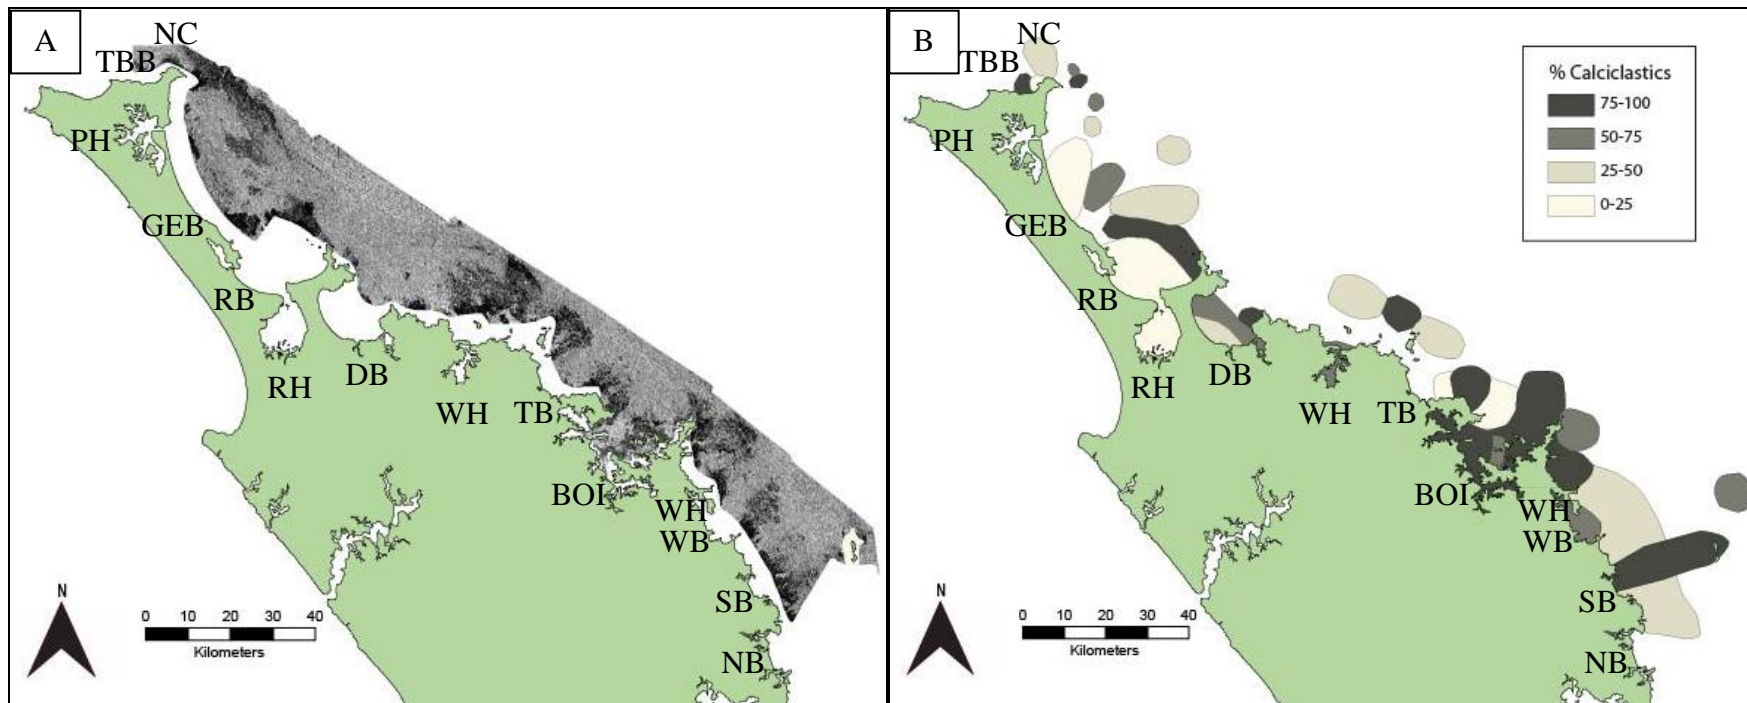 A
NC
TBB
PH
GEB
RB
RH
DB
WH
TB
BOI
WH
WB
SB
NB
N
0 10 20 30 40
Kilometers
B
NC
TBB
PH
GEB
RB
RH
DB
WH
TB
BOI
WH
WB
SB
NB
% Calciclastics
75-100
50-75
25-50
0-25
N
0 10 20 30 40
Kilometers